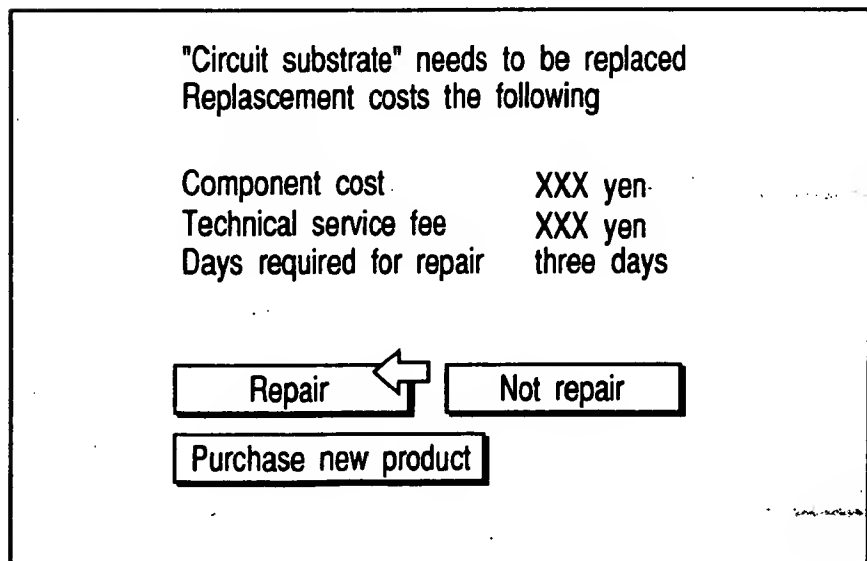 "Circuit substrate" needs to be replaced
Replascement costs the following
Component cost XXX yen
Technical service fee XXX yen
Days required for repair three days
Repair Not repair
Purchase new product